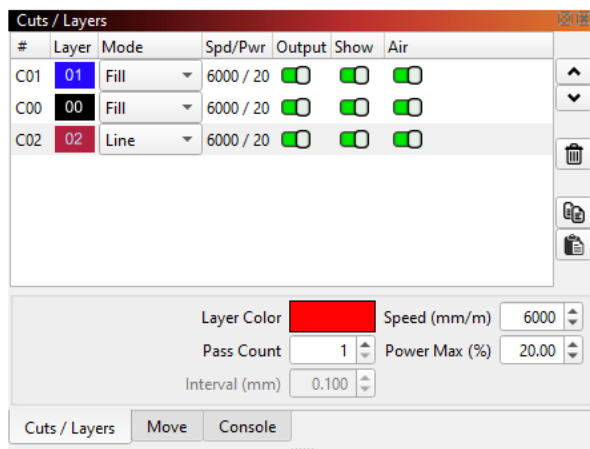 Cuts / Layers
# Layer Mode Spd/Pwr Output Show Air
C01 01 Fill 6000 / 20
C00 00 Fill 6000 / 20
C02 02 Line 6000 / 20
Layer Color Speed (mm/m) 6000
Pass Count 1 Power Max (%) 20.00
Interval (mm) 0.100
Cuts / Layers Move Console